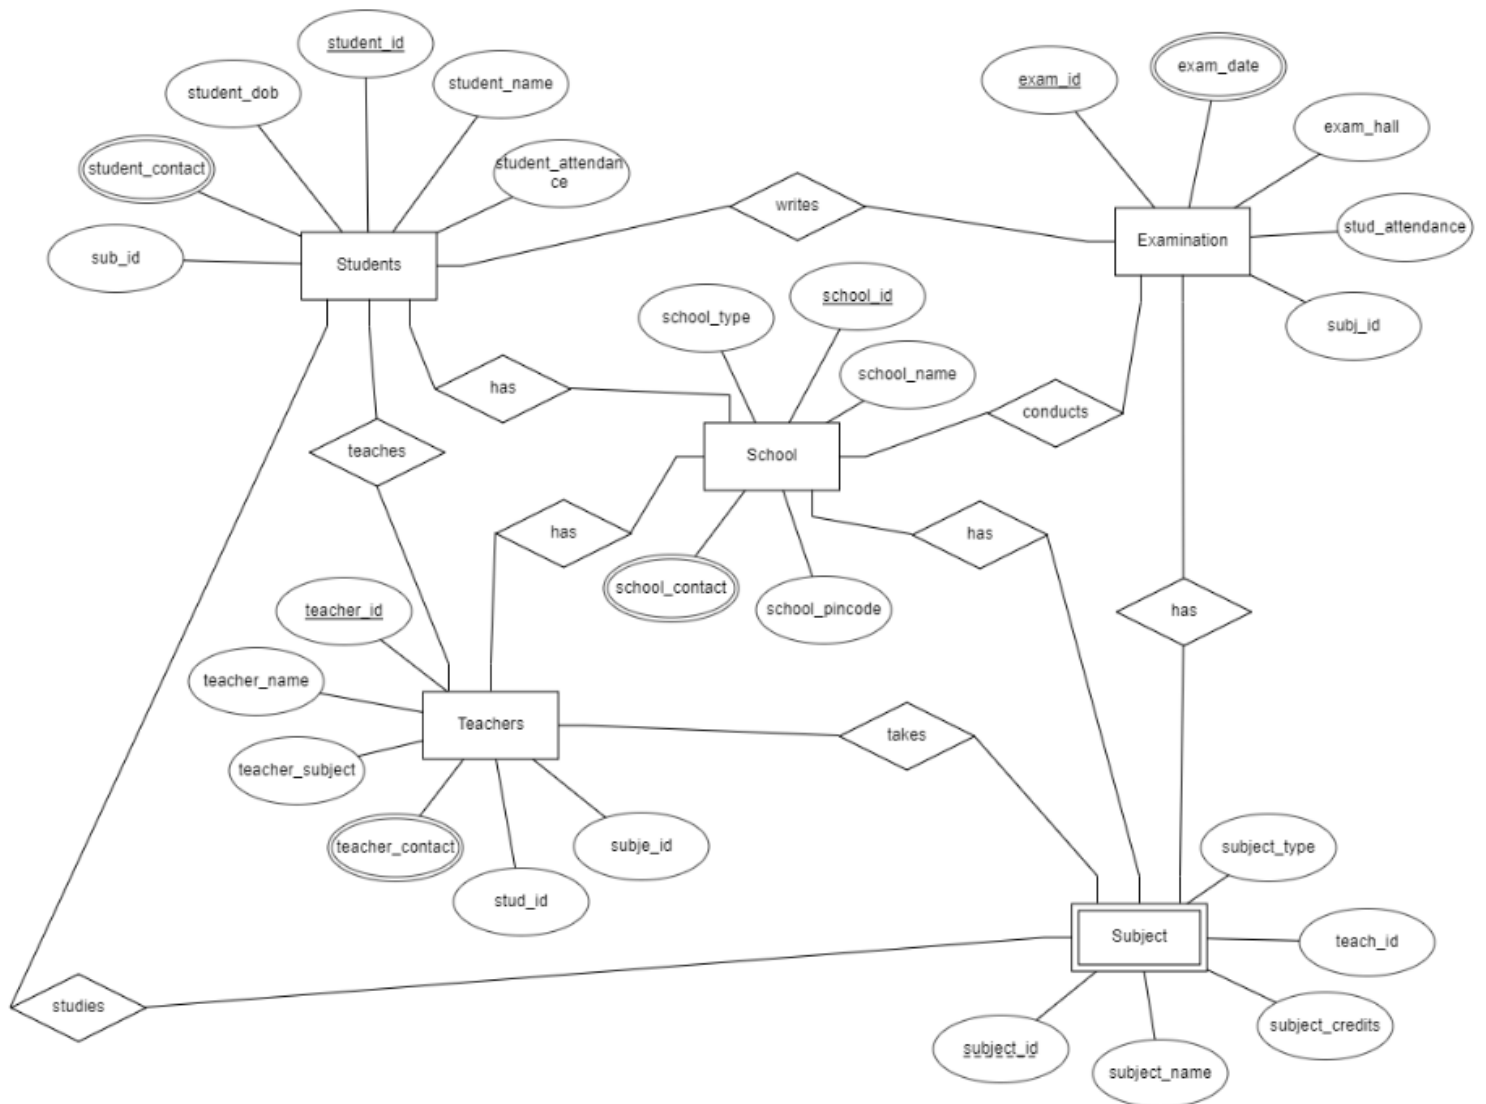 student_id
exam_date
exam_id
student_name
student_dob
exam_hall
student_contact
student_attendan
ce
writes
stud_attendance
Examination
sub_id
Students
school_id
school_type
subj_id
school_name
has
conducts
teaches
School
has
has
school_contact
school_pincode
teacher_id
has
teacher_name
Teachers
takes
teacher_subject
subje_id
teacher_contact
subject_type
stud_id
Subject
teach_id
studies
subject_credits
subject_id
subject_name